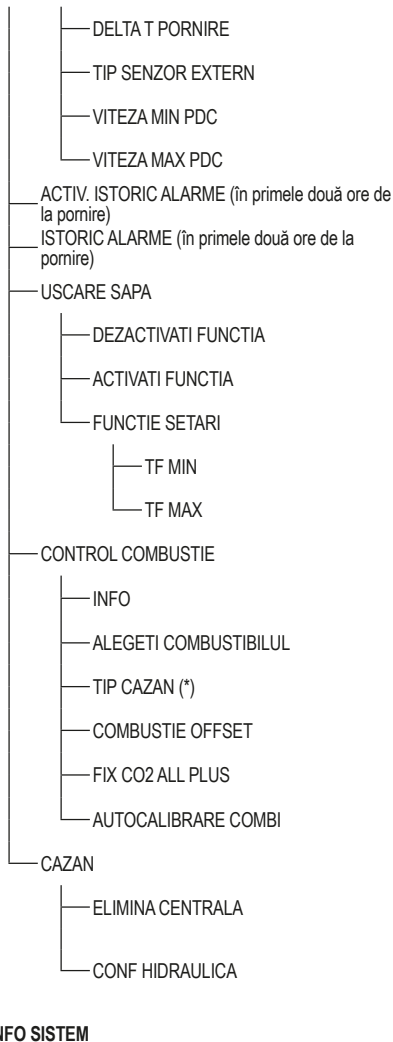 DELTA T PORNIRE
TIP SENZOR EXTERN
VITEZA MIN PDC
VITEZA MAX PDC
ACTIV. ISTORIC ALARME (în primele două ore de
la pornire)
ISTORIC ALARME (în primele două ore de la
pornire)
USCARE SAPA
DEZACTIVATI FUNCTIA
ACTIVATI FUNCTIA
FUNCTIE SETARI
TF MIN
TF MAX
CONTROL COMBUSTIE
INFO
ALEGETI COMBUSTIBILUL
TIP CAZAN (*)
COMBUSTIE OFFSET
FIX CO2 ALL PLUS
AUTOCALIBRARE COMBI
CAZAN
ELIMINA CENTRALA
CONF HIDRAULICA
NFO SISTEM